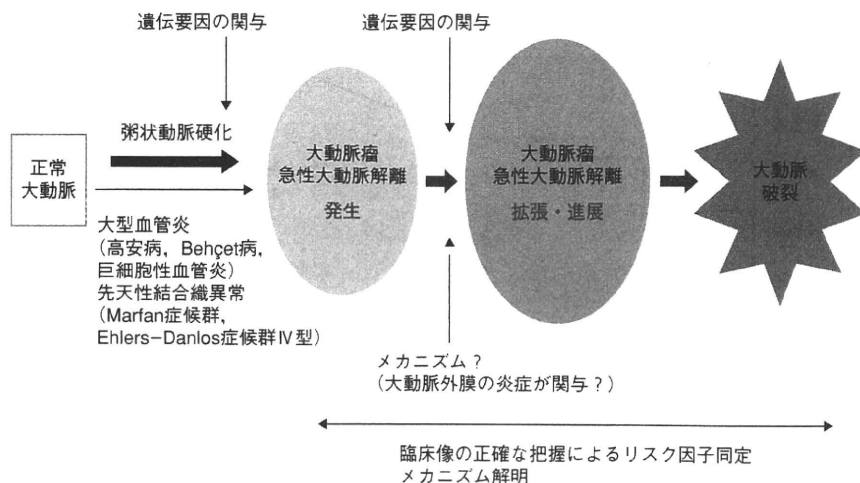 遺伝要因の関与
遺伝要因の関与
粥状動脈硬化
正常
大動脈
大型血管炎
(高安病，Behçet病，
巨細胞性血管炎)
先天性結合織異常
(Marfan症候群，
Ehlers-Danlos症候群Ⅳ型)
大動脈瘤
急性大動脈解離
発生
大動脈瘤
急性大動脈解離
拡張・進展
大動脈
破裂
メカニズム？
(大動脈外膜の炎症が関与？)
臨床像の正確な把握によるリスク因子同定
メカニズム解明